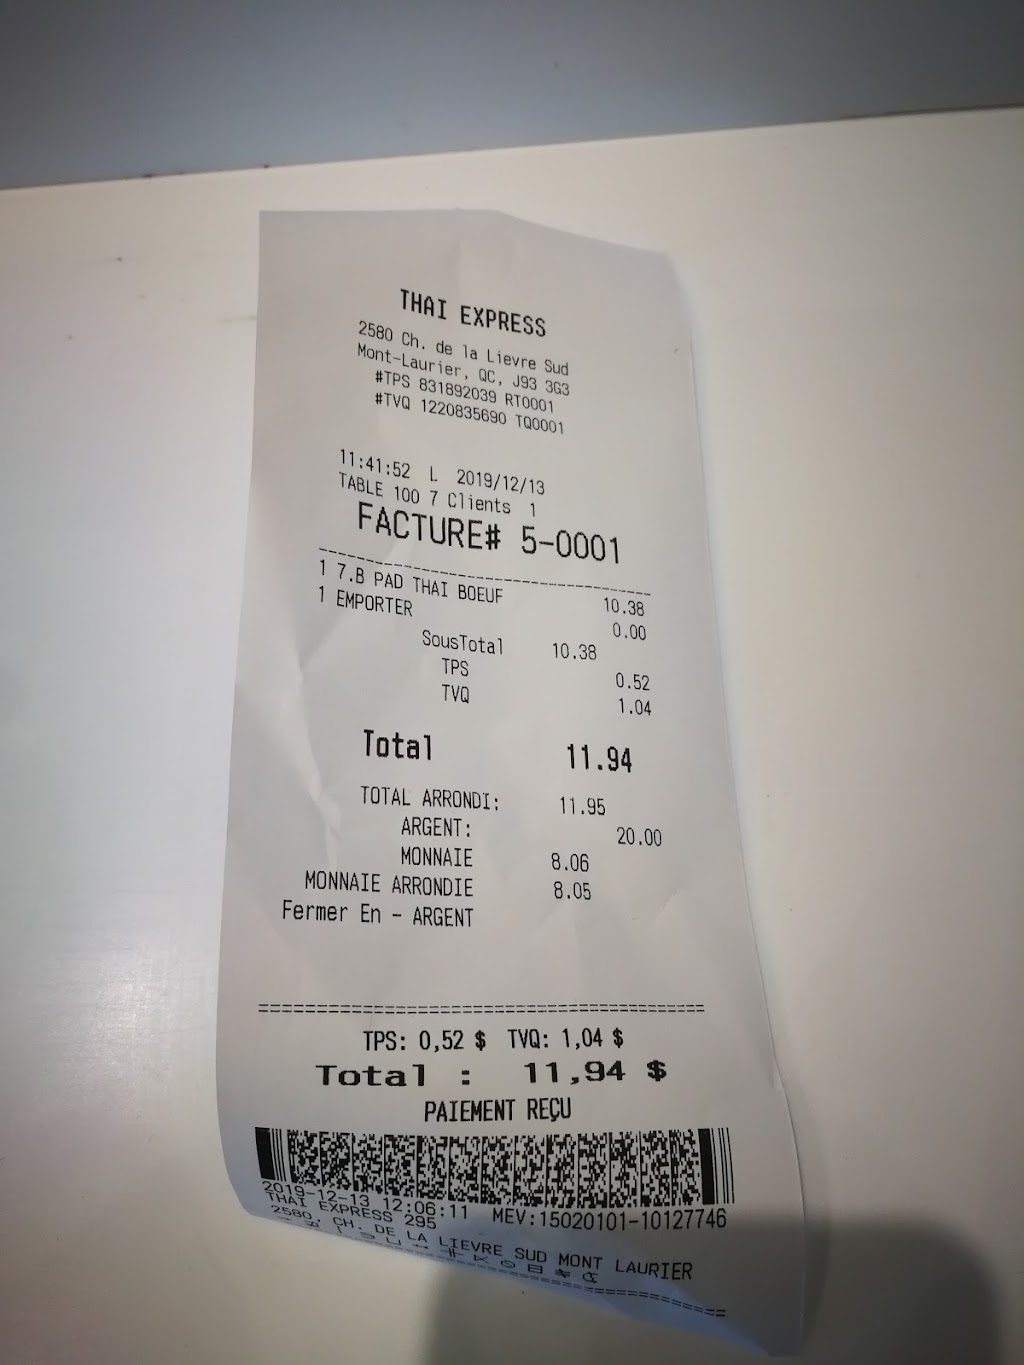 THAI EXPRESS
2580 Ch. de la Lievre Sud
Mont-Laurier, QC, J93 3G3
#TPS 831892039 RT0001
#TVQ 1220835690 TQ0001
11:41:52 L 2019/12/13
TABLE 100 7 Clients 1
FACTURE# 5-0001
1 7.B PAD THAI BOEUF 10.38
1 EMPORTER 0.00
SousTotal 10.38
TPS 0.52
TVQ 1.04
Total 11.94
TOTAL ARRONDI: 11.95
ARGENT: 20.00
MONNAIE 8.06
MONNAIE ARRONDIE 8.05
Fermer En - ARGENT
TPS: 0,52 $ TVQ: 1,04 $
Total : 11,94 $
PAIEMENT REÇU
2019-12-13 12:06:11 MEV:15020101-10127746
THAI EXPRESS 295
2580, CH. DE LA LIEVRE SUD MONT LAURIER